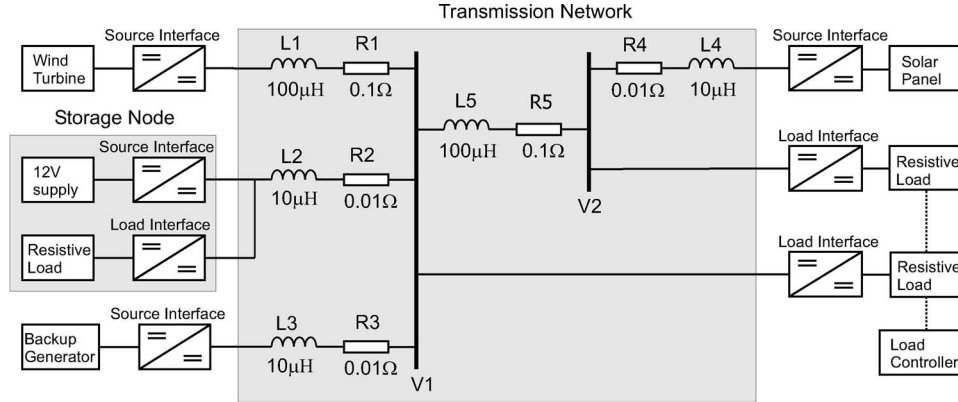 Transmission Network
Source Interface
Wind
Turbine
L1
100μH
R1
0.1Ω
R4
0.01Ω
L4
10μH
Source Interface
Solar
Panel
L5
100μH
R5
0.1Ω
Storage Node
Source Interface
12V
supply
L2
10μH
R2
0.01Ω
V2
Load Interface
Resistive
Load
Load Interface
Resistive
Load
Load Interface
Resistive
Load
Source Interface
Backup
Generator
L3
10μH
R3
0.01Ω
V1
Load
Controller